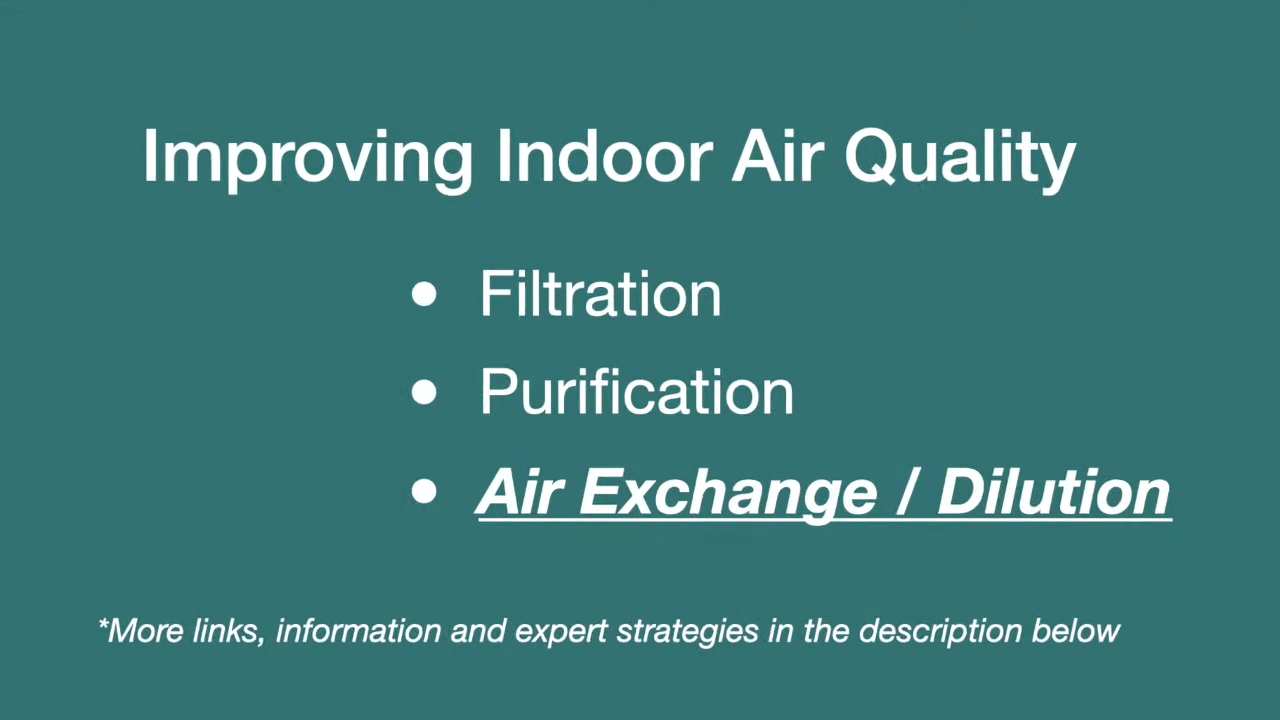 Improving Indoor Air Quality
• Filtration
• Purification
• Air Exchange / Dilution
*More links, information and expert strategies in the description below